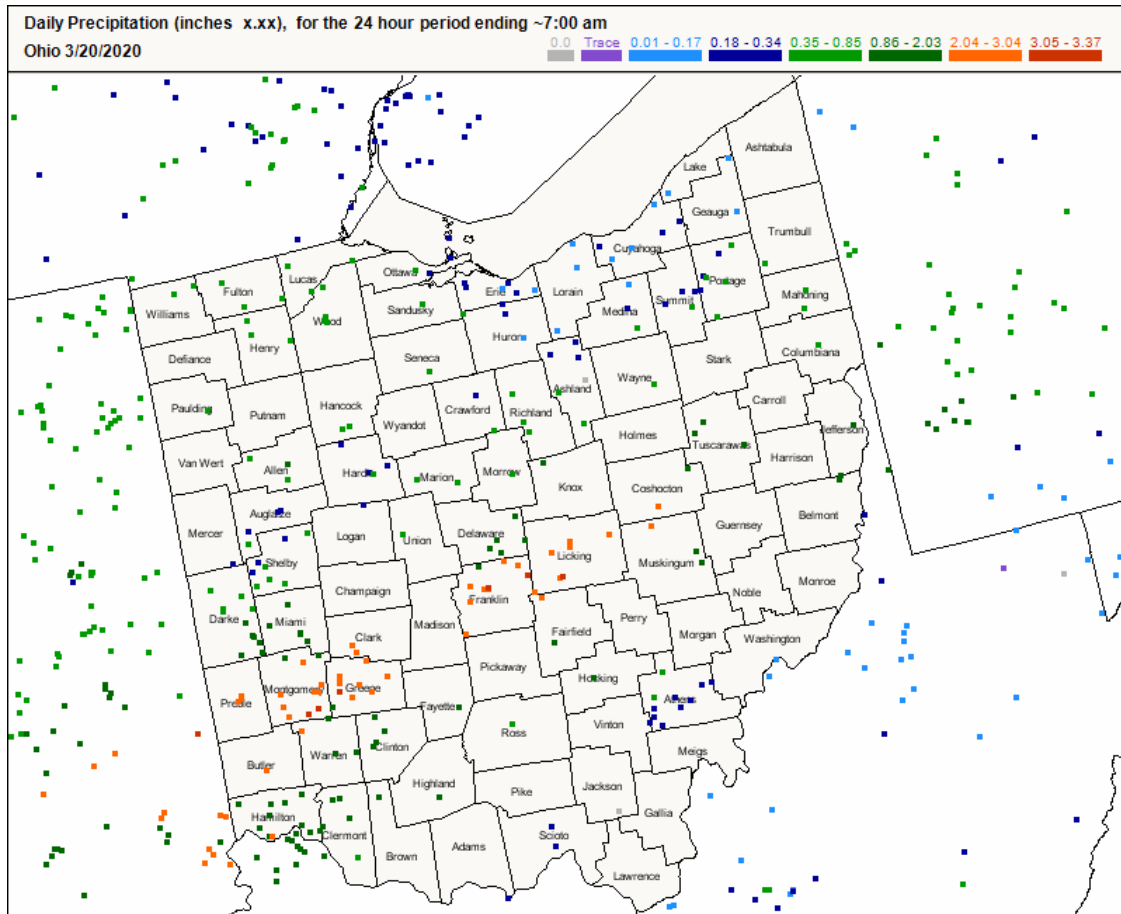 Daily Precipitation (inches x.xx), for the 24 hour period ending ~7:00 am
Ohio 3/20/2020
0.0 Trace 0.01 - 0.17 0.18 - 0.34 0.35 - 0.85 0.86 - 2.03 2.04 - 3.04 3.05 - 3.37
Ashtabula
Lake
Geauga
Trumbull
Cuyahoga
Lucas
Ottawa
Portage
Fulton
Erie
Lorain
Mahoning
Summit
Williams
Sandusky
Medina
Wood
Huron
Henry
Columbiana
Defiance
Seneca
Stark
Wayne
Ashland
Carroll
Paulding
Hancock
Crawford
Richland
Putnam
Wyandot
Jefferson
Holmes
Tuscarawas
Harrison
Van Wert
Allen
Hardin
Marion
Morrow
Knox
Coshocton
Auglaize
Belmont
Guernsey
Mercer
Logan
Union
Delaware
Licking
Muskingum
Shelby
Monroe
Champaign
Noble
Franklin
Darke
Miami
Madison
Perry
Clark
Fairfield
Morgan
Washington
Pickaway
Hocking
Montgomery
Greene
Athens
Preble
Fayette
Vinton
Ross
Warren
Clinton
Meigs
Butler
Highland
Jackson
Pike
Gallia
Hamilton
Clermont
Scioto
Adams
Brown
Lawrence